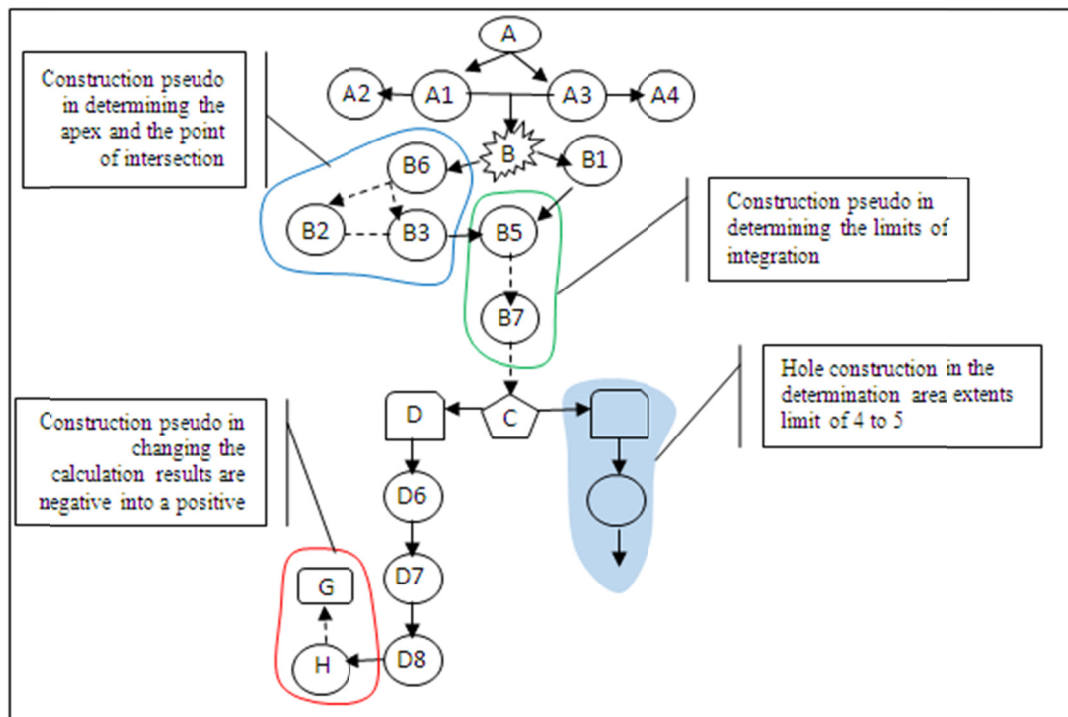 A
Construction pseudo
in determining the
apex and the point
of intersection
A2
A1
A3
A4
B
B1
B6
B2
B3
B5
Construction pseudo in
determining the limits of
integration
B7
Hole construction in the
determination area extents
limit of 4 to 5
D
C
Construction pseudo in
changing the
calculation results are
negative into a positive
D6
D7
G
H
D8